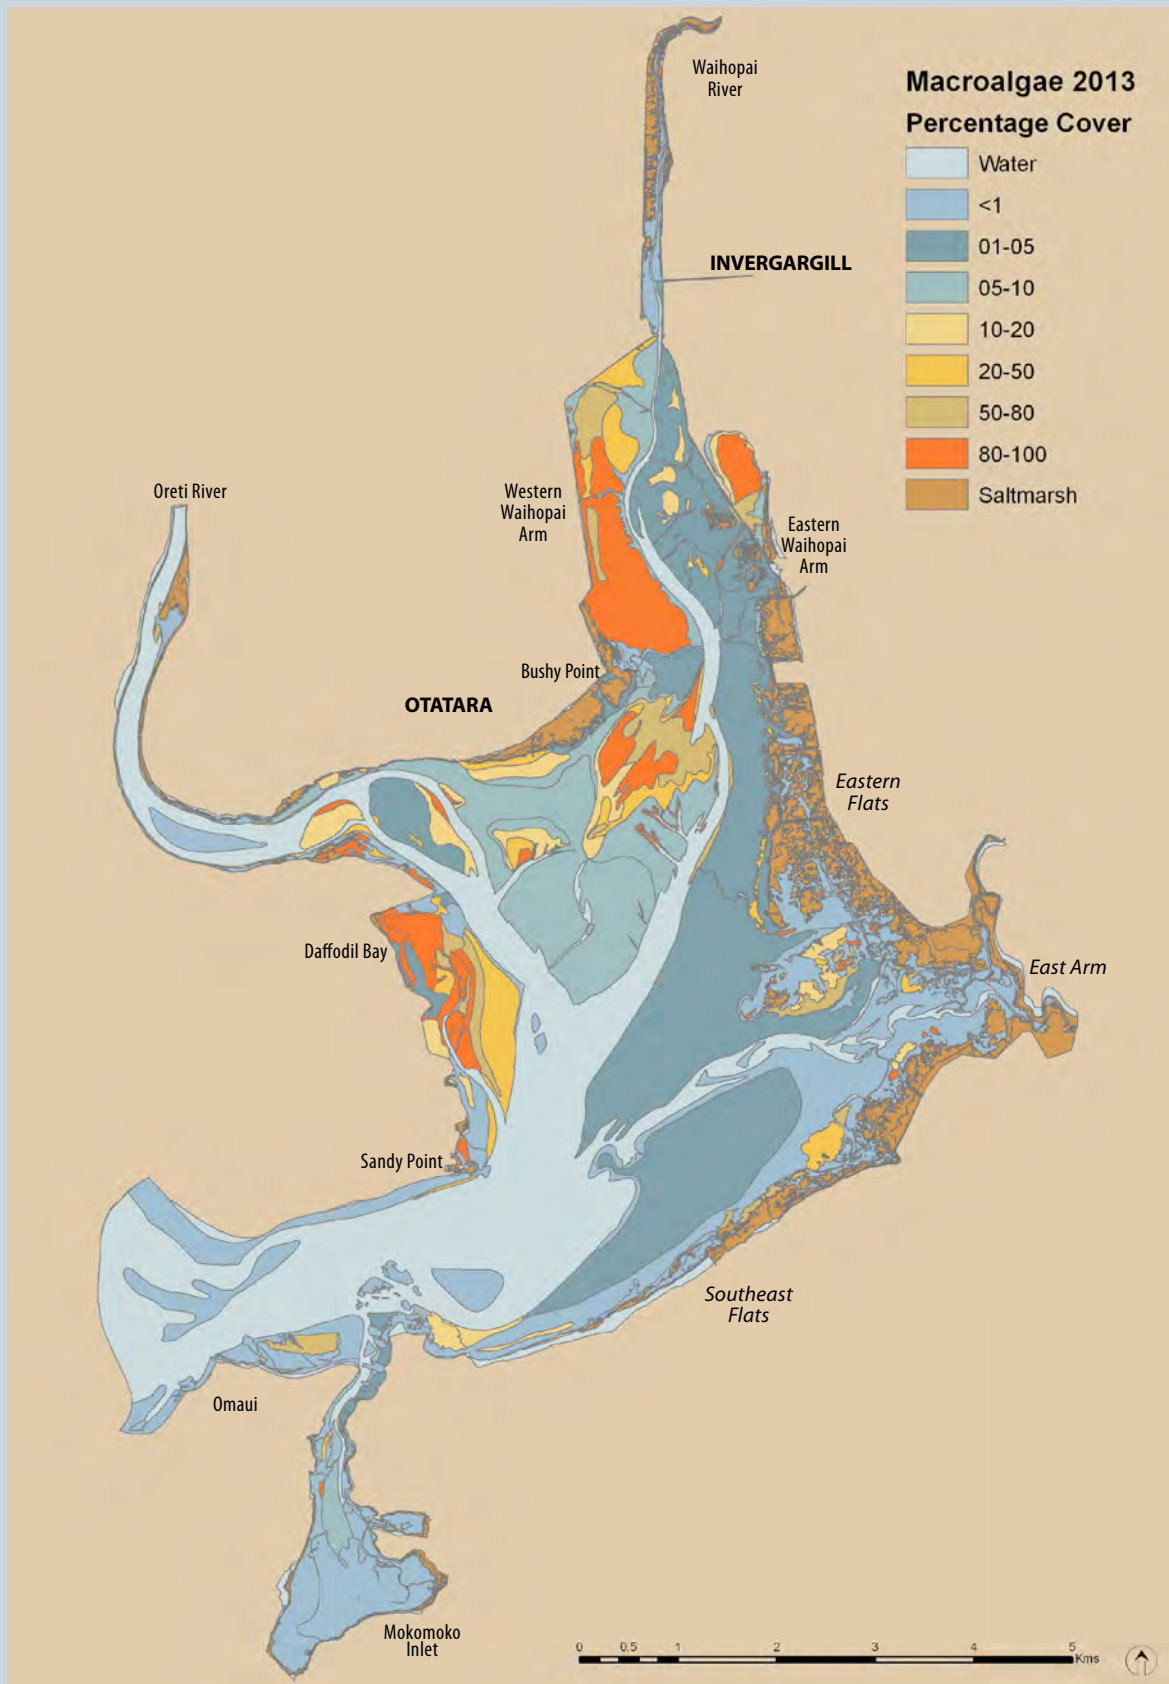 Waihopai
River
Macroalgae 2013
Percentage Cover
Water
<1
01-05
05-10
10-20
20-50
50-80
80-100
Saltmarsh
INVERGARGILL
Oreti River
Western
Waihopai
Arm
Eastern
Waihopai
Arm
Bushy Point
OTATARA
Eastern
Flats
Daffodil Bay
East Arm
Sandy Point
Southeast
Flats
Omaui
Mokomoko
Inlet
0 0.5 1 2 3 4 5
Kms